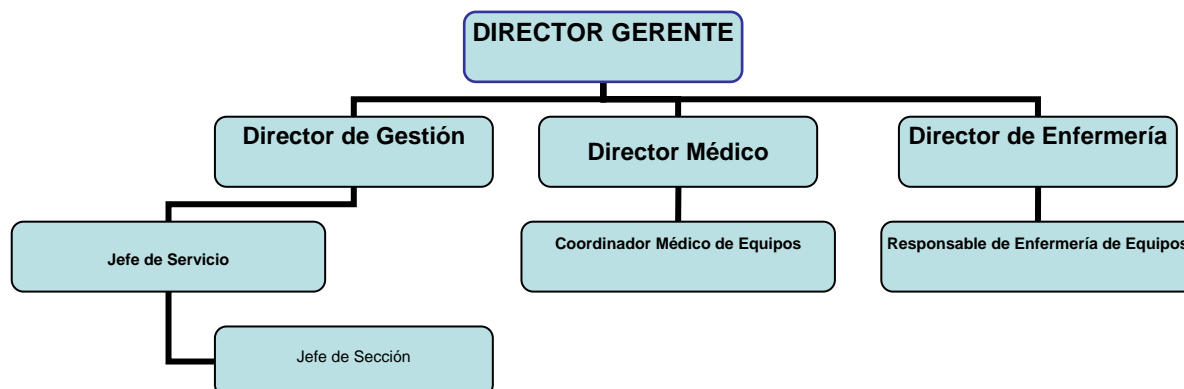 DIRECTOR GERENTE
Director de Gestión
Director Médico
Director de Enfermería
Jefe de Servicio
Coordinador Médico de Equipos
Responsable de Enfermería de Equipos
Jefe de Sección